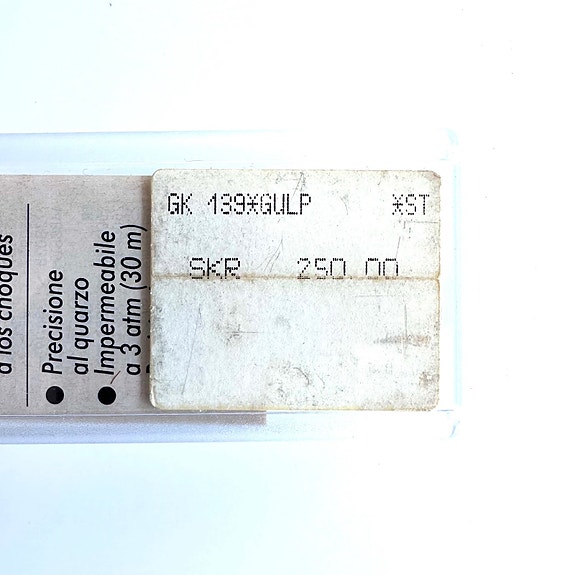 GK 139*GULP *ST
SKR 250.00
a los choques
● Precisione
al quarzo
● Impermeabile
a 3 atm (30 m)